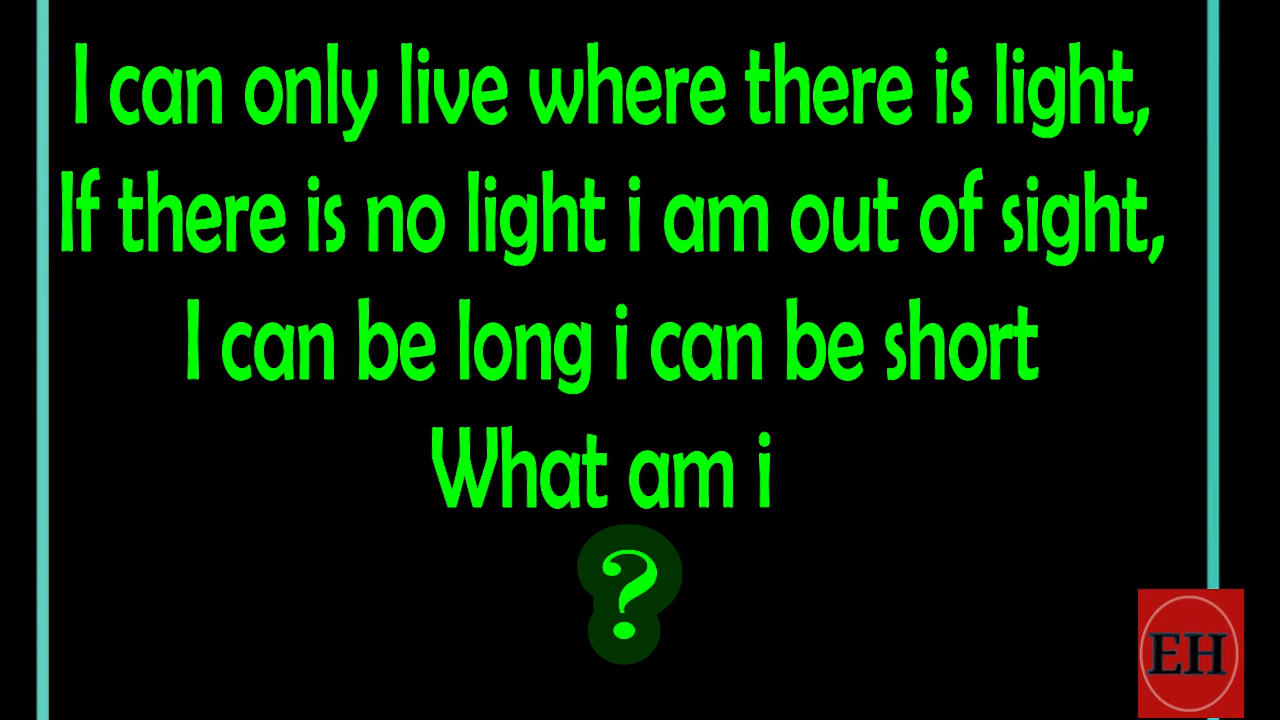 I can only live where there is light,
If there is no light i am out of sight,
I can be long i can be short
What am i
?
EH